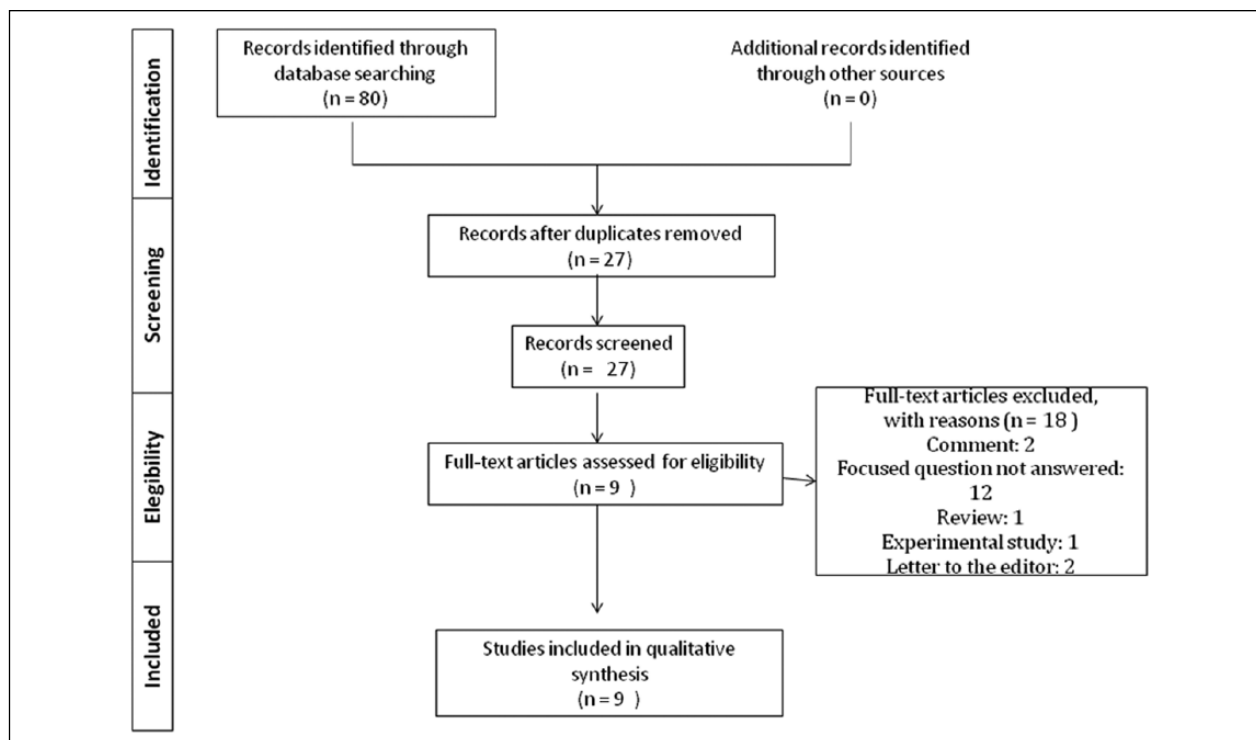 Identification
Records identified through
database searching
(n = 80)
Additional records identified
through other sources
(n = 0)
Screening
Records after duplicates removed
(n = 27)
Records screened
(n = 27)
Elegibility
Full-text articles assessed for eligibility
(n = 9 )
Full-text articles excluded,
with reasons (n = 18 )
Comment: 2
Focused question not answered:
12
Review: 1
Experimental study: 1
Letter to the editor: 2
Included
Studies included in qualitative
synthesis
(n = 9 )